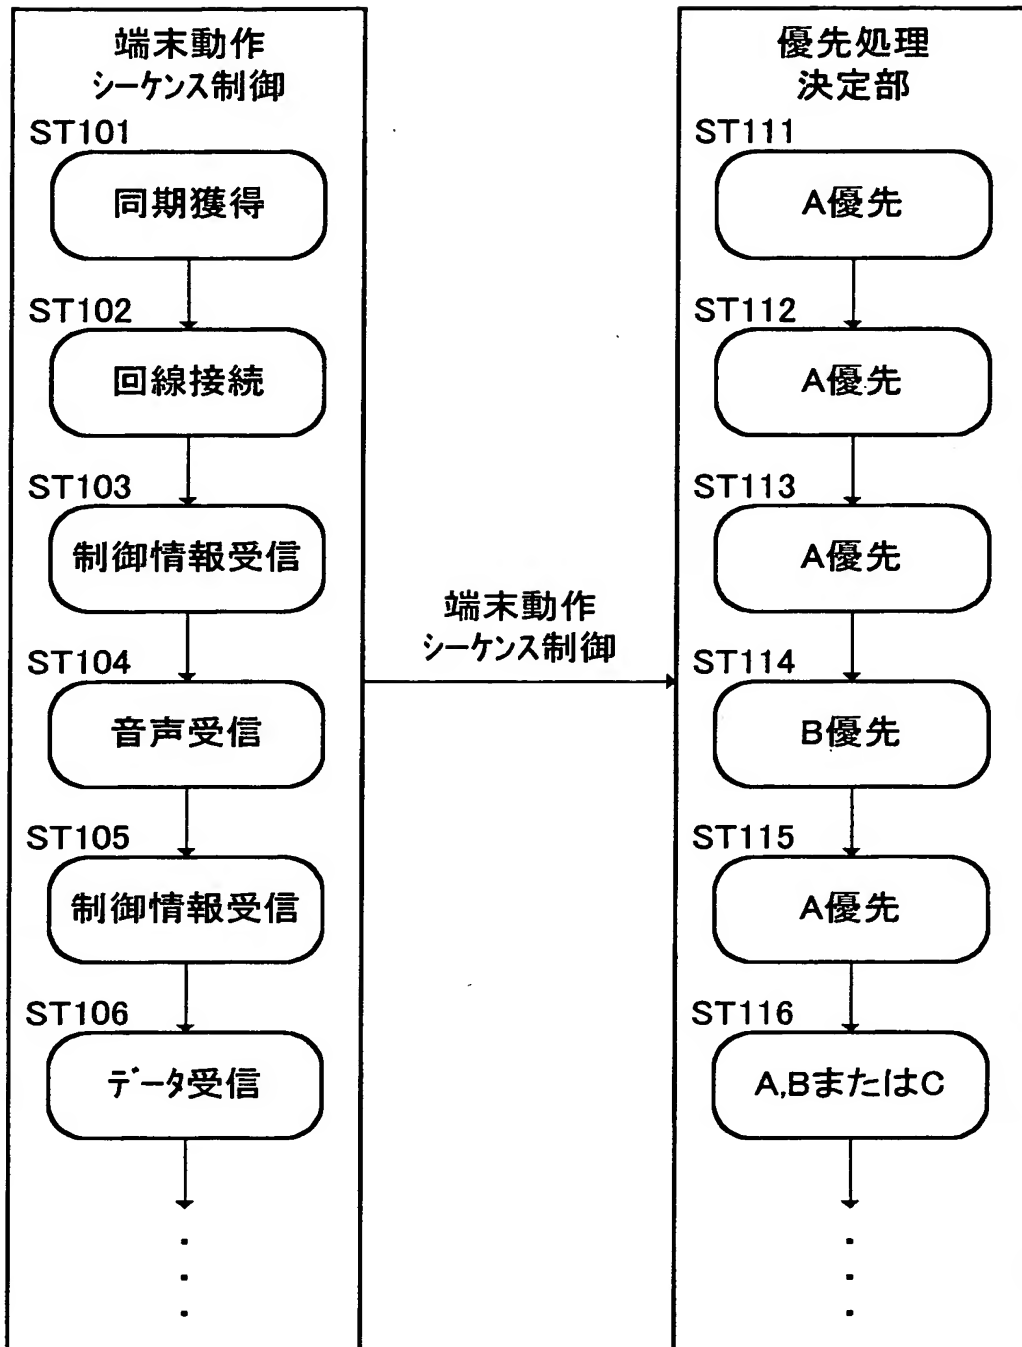 端末動作
シーケンス制御
ST101
同期獲得
ST102
回線接続
ST103
制御情報受信
ST104
音声受信
ST105
制御情報受信
ST106
データ受信
端末動作
シーケンス制御
優先処理
決定部
ST111
A優先
ST112
A優先
ST113
A優先
ST114
B優先
ST115
A優先
ST116
A,BまたはC